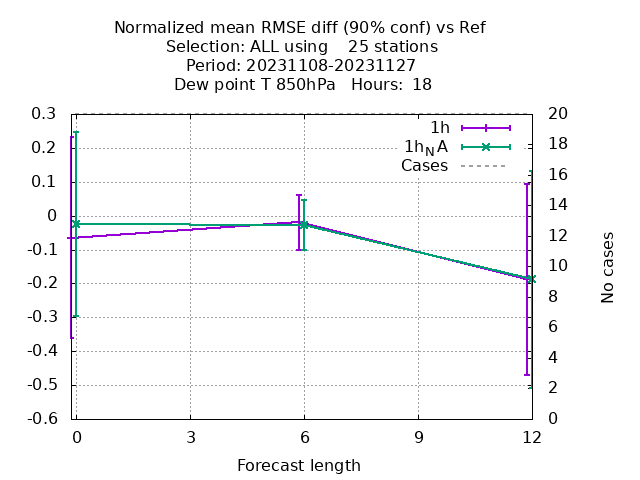 Normalized mean RMSE diff (90% conf) vs Ref
Selection: ALL using    25 stations
Period: 20231108-20231127
Dew point T 850hPa   Hours:  18
1h
1h_NA
Cases
0.3
0.2
0.1
0
-0.1
-0.2
-0.3
-0.4
-0.5
-0.6
20
18
16
14
12
10
8
6
4
2
0
No cases
0 3 6 9 12
Forecast length